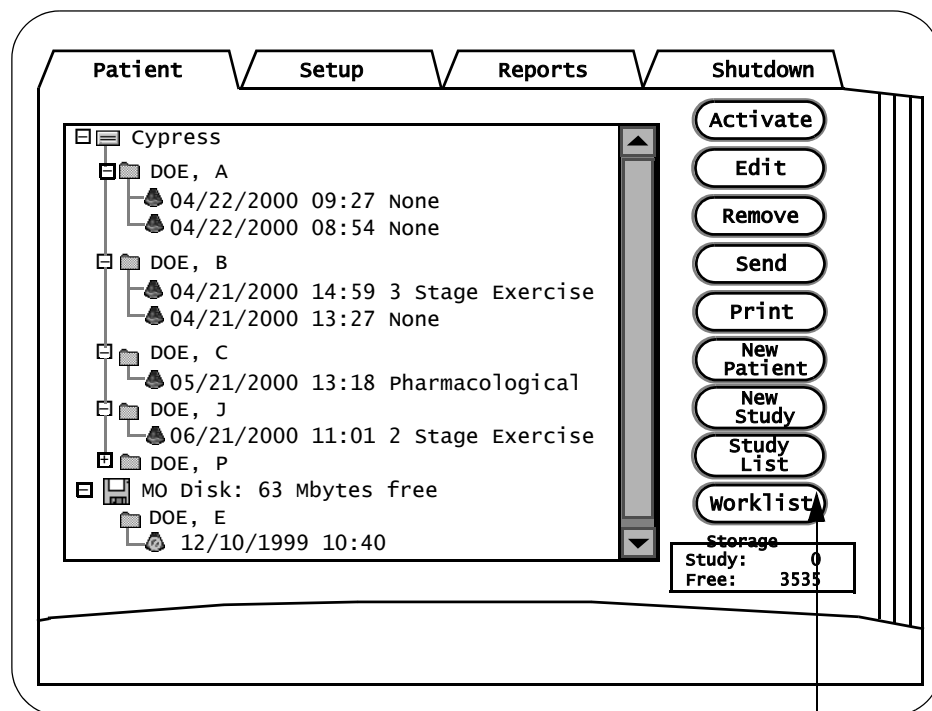 Patient
Setup
Reports
Shutdown
Cypress
DOE, A
04/22/2000 09:27 None
04/22/2000 08:54 None
DOE, B
04/21/2000 14:59 3 Stage Exercise
04/21/2000 13:27 None
DOE, C
05/21/2000 13:18 Pharmacological
DOE, J
06/21/2000 11:01 2 Stage Exercise
DOE, P
MO Disk: 63 Mbytes free
DOE, E
12/10/1999 10:40
Activate
Edit
Remove
Send
Print
New
Patient
New
Study
Study
List
Worklist
Storage
Study: 0
Free: 3535